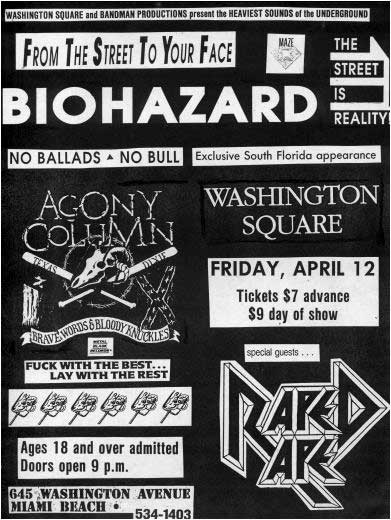 WASHINGTON SQUARE and BANDMAN PRODUCTIONS present the HEAVIEST SOUNDS of the UNDERGROUND
FROM THE STREET TO YOUR FACE
MAZE
THE
STREET
IS
REALITY!
BIOHAZARD
NO BALLADS ▲ NO BULL
Exclusive South Florida appearance
AGONY
COLUMN
TEXAS DIXIE
BRAVE WORDS & BLOODY KNUCKLES
METAL
BLADE
RECORDS
FUCK WITH THE BEST...
LAY WITH THE REST
WASHINGTON
SQUARE
FRIDAY, APRIL 12
Tickets $7 advance
$9 day of show
special guests . . .
RAPED
APE
Ages 18 and over admitted
Doors open 9 p.m.
645 WASHINGTON AVENUE
MIAMI BEACH • 534-1403